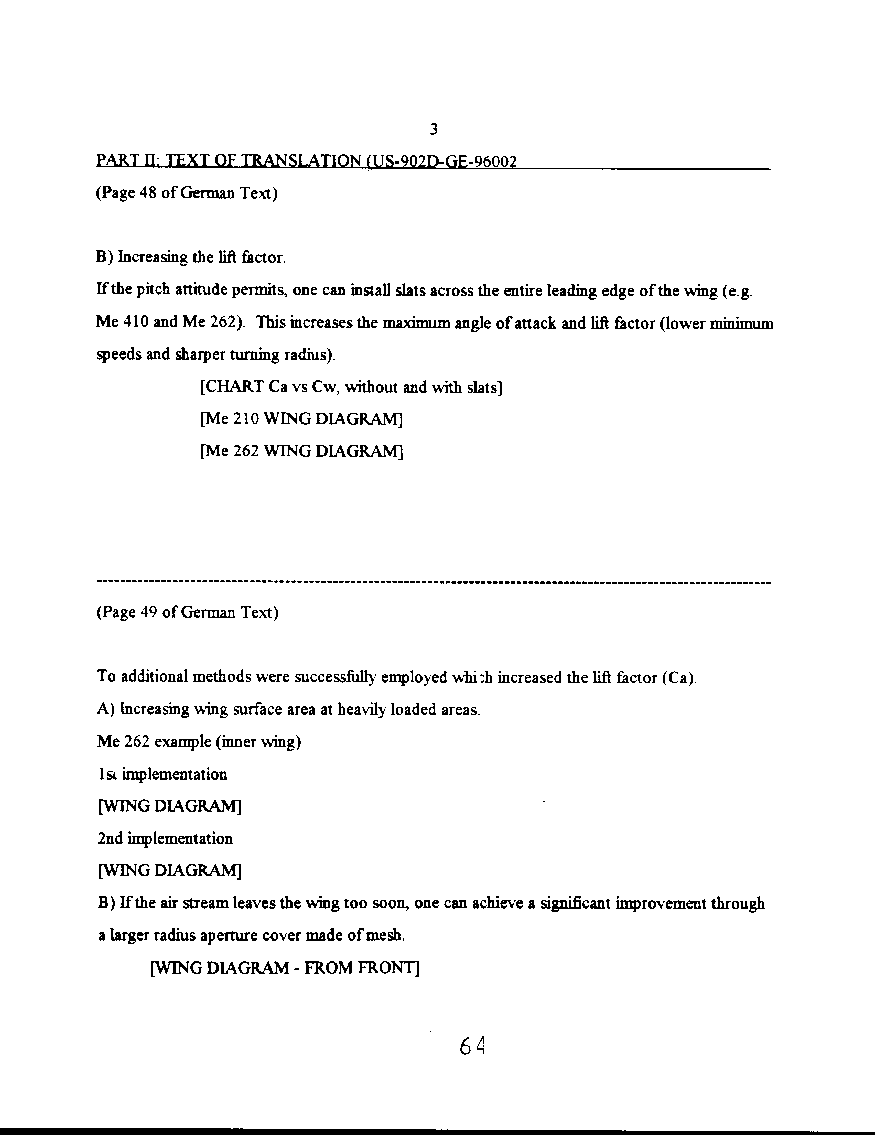 3
PART II: TEXT OF TRANSLATION (US-902D-GE-96002
(Page 48 of German Text)
B) Increasing the lift factor.
If the pitch attitude permits, one can install slats across the entire leading edge of the wing (e.g.
Me 410 and Me 262). This increases the maximum angle of attack and lift factor (lower minimum
speeds and sharper turning radius).
[CHART Ca vs Cw, without and with slats]
[Me 210 WING DIAGRAM]
[Me 262 WING DIAGRAM]
(Page 49 of German Text)
To additional methods were successfully employed which increased the lift factor (Ca).
A) Increasing wing surface area at heavily loaded areas.
Me 262 example (inner wing)
1st implementation
[WING DIAGRAM]
2nd implementation
[WING DIAGRAM]
B) If the air stream leaves the wing too soon, one can achieve a significant improvement through
a larger radius aperture cover made of mesh.
[WING DIAGRAM - FROM FRONT]
64